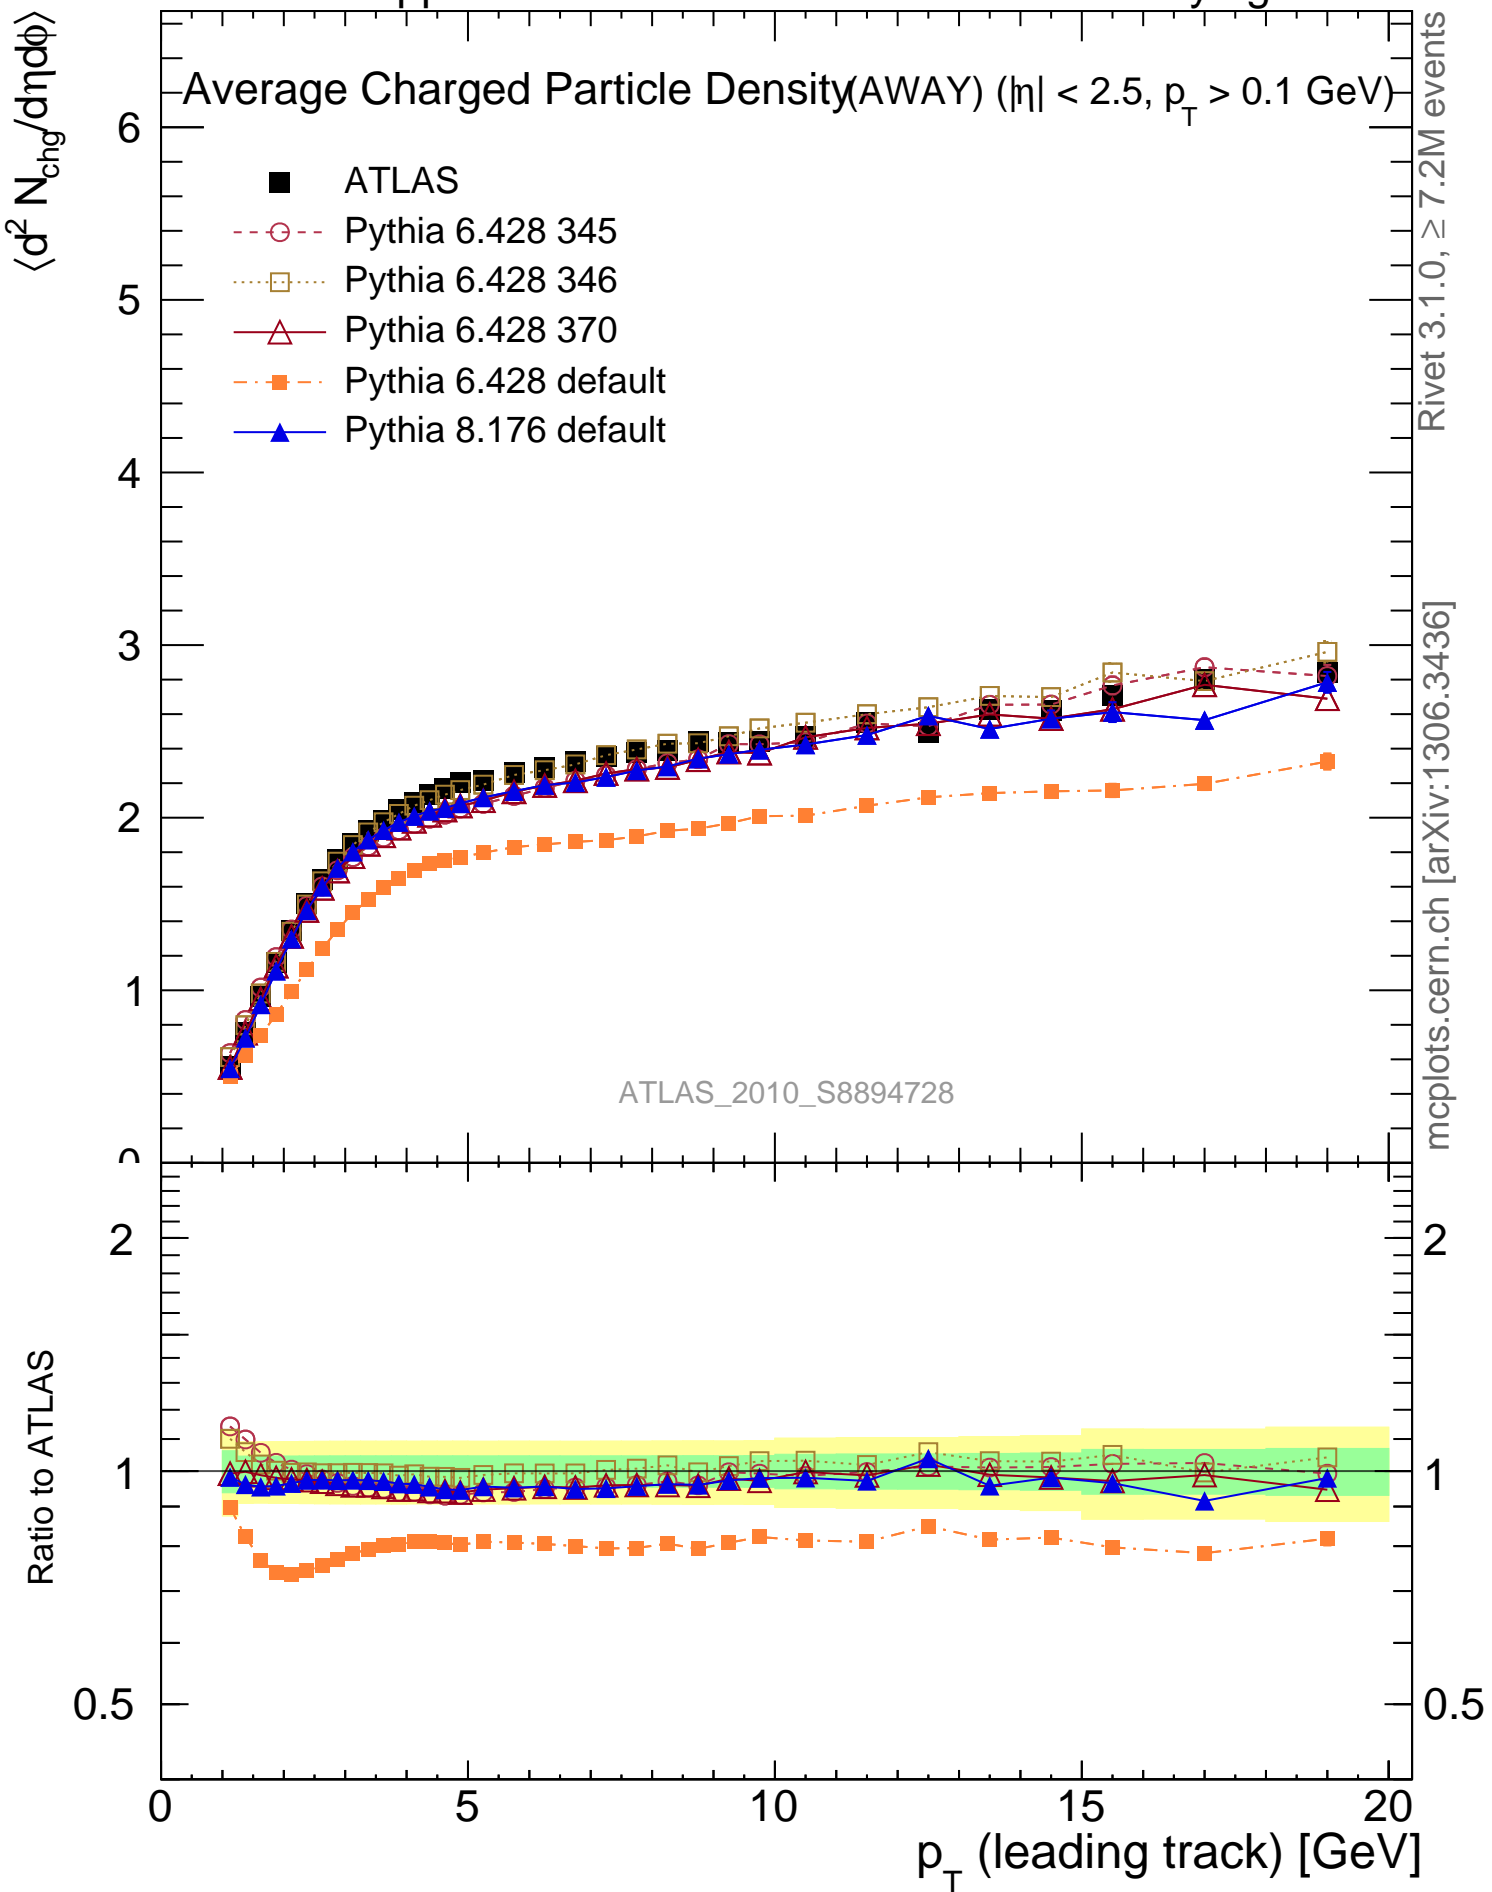 Average Charged Particle Density (AWAY) (|η| < 2.5, p_T > 0.1 GeV)
⟨d² N_chg/dηdϕ⟩
ATLAS
Pythia 6.428 345
Pythia 6.428 346
Pythia 6.428 370
Pythia 6.428 default
Pythia 8.176 default
6
5
4
3
2
1
0
ATLAS_2010_S8894728
Rivet 3.1.0, ≥ 7.2M events
mcplots.cern.ch [arXiv:1306.3436]
Ratio to ATLAS
2
1
0.5
2
1
0.5
0 5 10 15 20
p_T (leading track) [GeV]